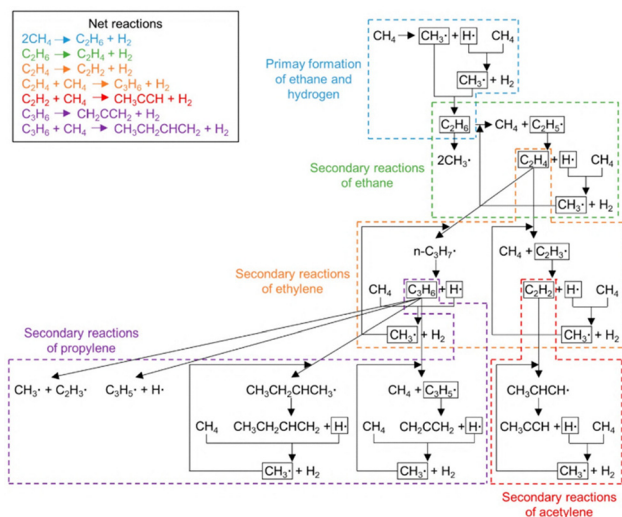 Net reactions
2CH₄ → C₂H₆ + H₂
C₂H₆ → C₂H₄ + H₂
C₂H₄ → C₂H₂ + H₂
C₂H₄ + CH₄ → C₃H₆ + H₂
C₂H₂ + CH₄ → CH₃CCH + H₂
C₃H₆ → CH₂CCH₂ + H₂
C₃H₆ + CH₄ → CH₃CH₂CHCH₂ + H₂
Primay formation
of ethane and
hydrogen
CH₄ → CH₃· + H· CH₄
CH₃· + H₂
C₂H₆ → CH₄ + C₂H₅·
Secondary reactions
of ethane
2CH₃·
C₂H₄ + H· CH₄
CH₃· + H₂
Secondary reactions
of ethylene
n-C₃H₇·
CH₄ + C₂H₃·
CH₄ C₃H₆ + H·
C₂H₂ + H· CH₄
CH₃· + H₂
CH₃· + H₂
Secondary reactions
of propylene
CH₃· + C₂H₃·
C₃H₅· + H·
CH₃CH₂CHCH₃·
CH₄ + C₃H₅·
CH₃CHCH·
CH₄ CH₃CH₂CHCH₂ + H·
CH₄ CH₂CCH₂ + H·
CH₃CCH + H· CH₄
CH₃· + H₂
CH₃· + H₂
CH₃· + H₂
Secondary reactions
of acetylene